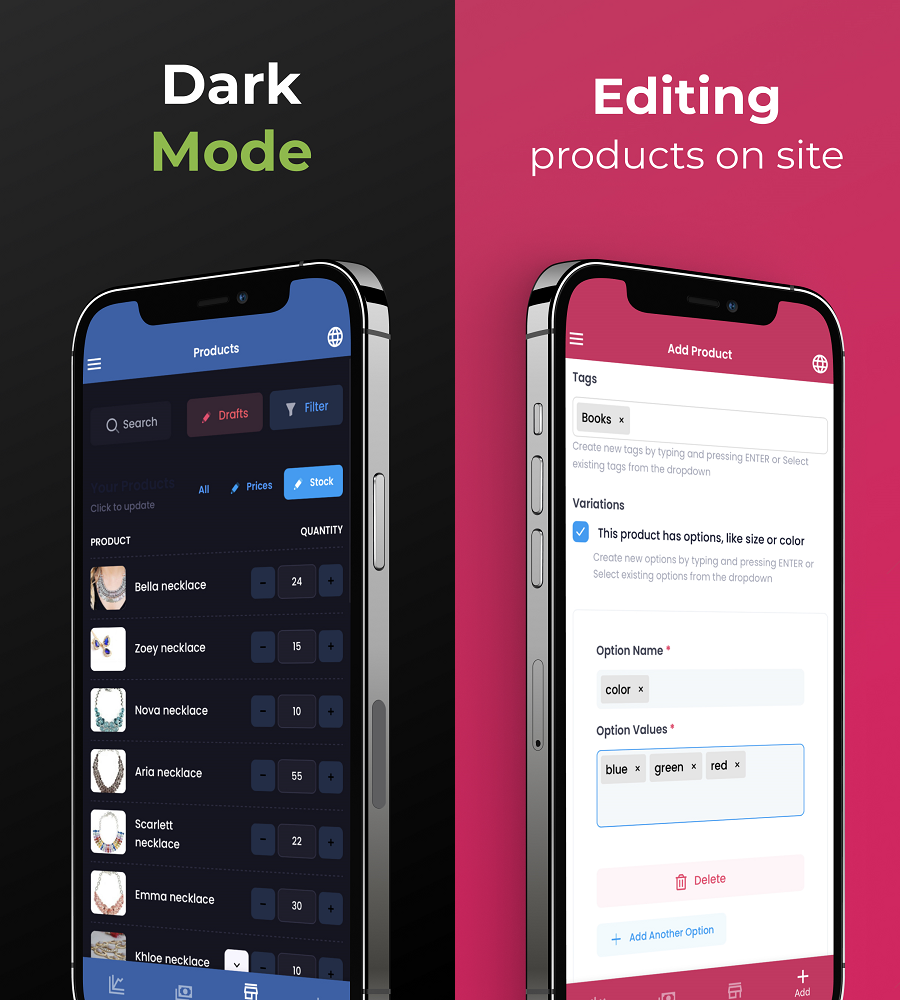 Dark
Mode
Products
Search
Drafts
Filter
Your Products
Click to update
All
Prices
Stock
PRODUCT
QUANTITY
Bella necklace
-
24
+
Zoey necklace
-
15
+
Nova necklace
-
10
+
Aria necklace
-
55
+
Scarlett
necklace
-
22
+
Emma necklace
-
30
+
Khloe necklace
-
10
+
Editing
products on site
Add Product
Tags
Books ×
Create new tags by typing and pressing ENTER or Select
existing tags from the dropdown
Variations
This product has options, like size or color
Create new options by typing and pressing ENTER or
Select existing options from the dropdown
Option Name *
color ×
Option Values *
blue × green × red ×
Delete
+ Add Another Option
+
Add